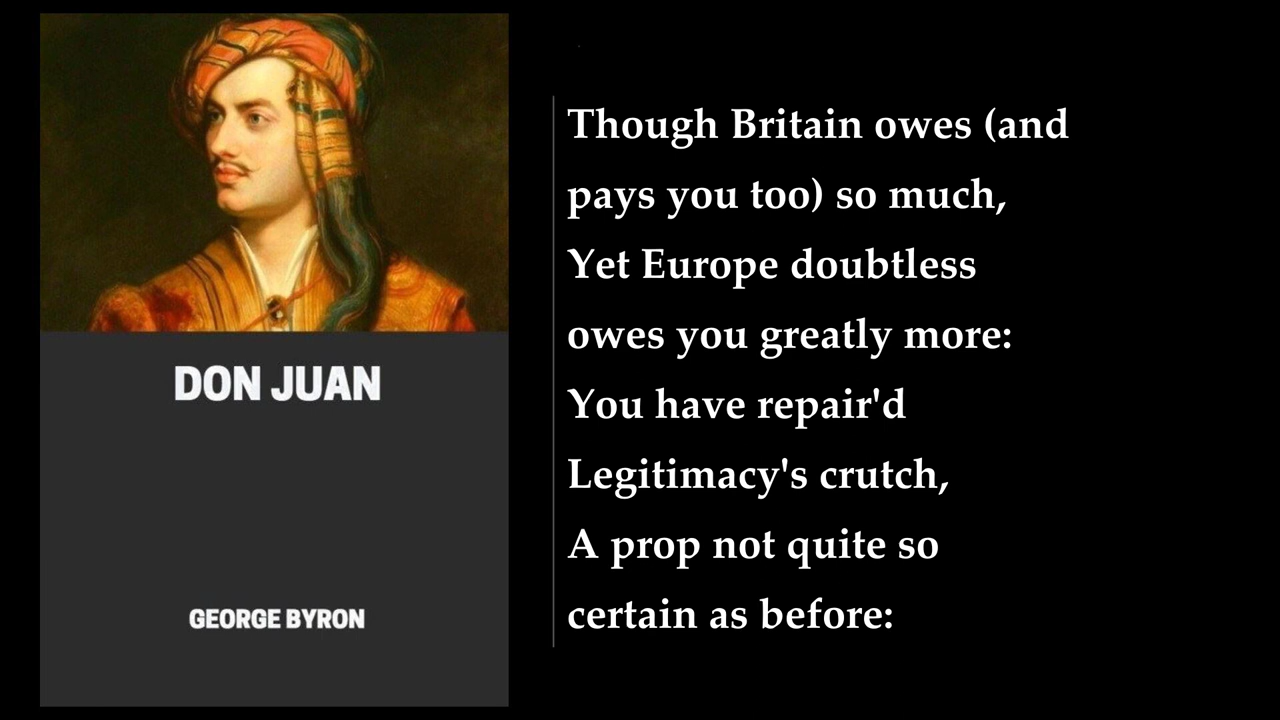 DON JUAN
GEORGE BYRON
Though Britain owes (and
pays you too) so much,
Yet Europe doubtless
owes you greatly more:
You have repair'd
Legitimacy's crutch,
A prop not quite so
certain as before: